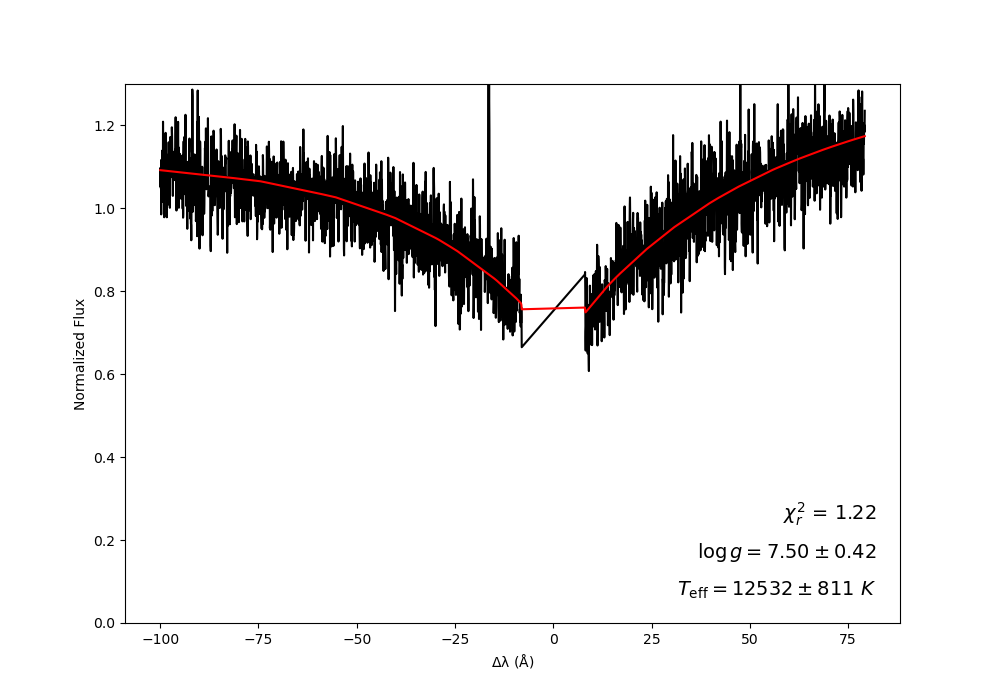 1.2
1.0
0.8
0.6
0.4
0.2
0.0
Normalized Flux
χ²ᵣ = 1.22
log g = 7.50 ± 0.42
T_eff = 12532 ± 811 K
−100 −75 −50 −25 0 25 50 75
Δλ (Å)